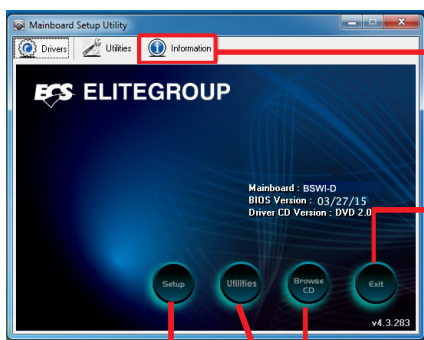 Mainboard Setup Utility
Drivers Utilities Information
ECS ELITEGROUP
Mainboard : BSWI-D
BIOS Version : 03/27/15
Driver CD Version : DVD 2.0
Setup Utilities Browse CD Exit
v4.3.283